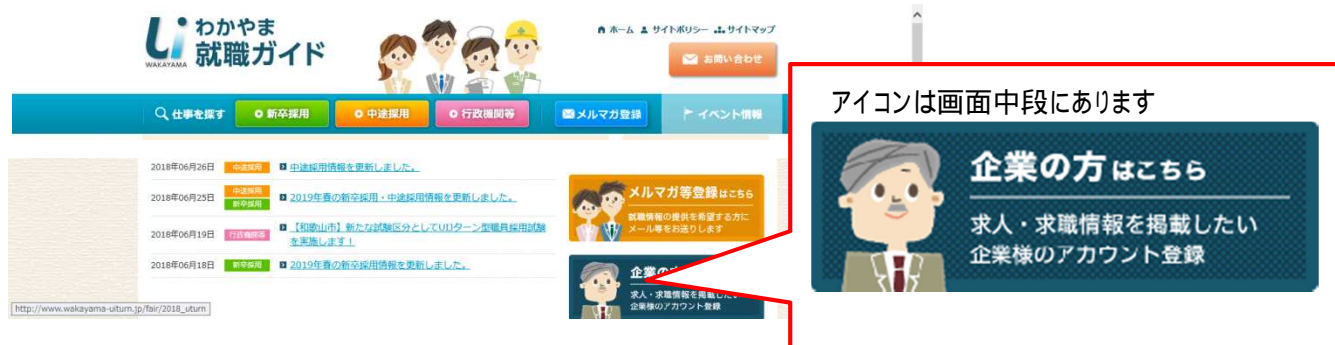 わかやま
就職ガイド
WAKAYAMA
ホーム サイトポリシー サイトマップ
お問い合わせ
仕事を探す 新卒採用 中途採用 行政機関等 メルマガ登録 イベント情報
2018年06月26日 中途採用 中途採用情報を更新しました。
2018年06月25日 中途採用 新卒採用 2019年春の新卒採用・中途採用情報を更新しました。
2018年06月19日 行政機関等 【和歌山市】新たな試験区分としてUIJターン型職員採用試験
を実施します！
2018年06月18日 新卒採用 2019年春の新卒採用情報を更新しました。
メルマガ等登録はこちら
就職情報の提供を希望する方に
メール等をお送りします
企業の
求人・求職情報を掲載したい
企業様のアカウント登録
http://www.wakayama-uiturn.jp/fair/2018_uturn
アイコンは画面中段にあります
企業の方はこちら
求人・求職情報を掲載したい
企業様のアカウント登録